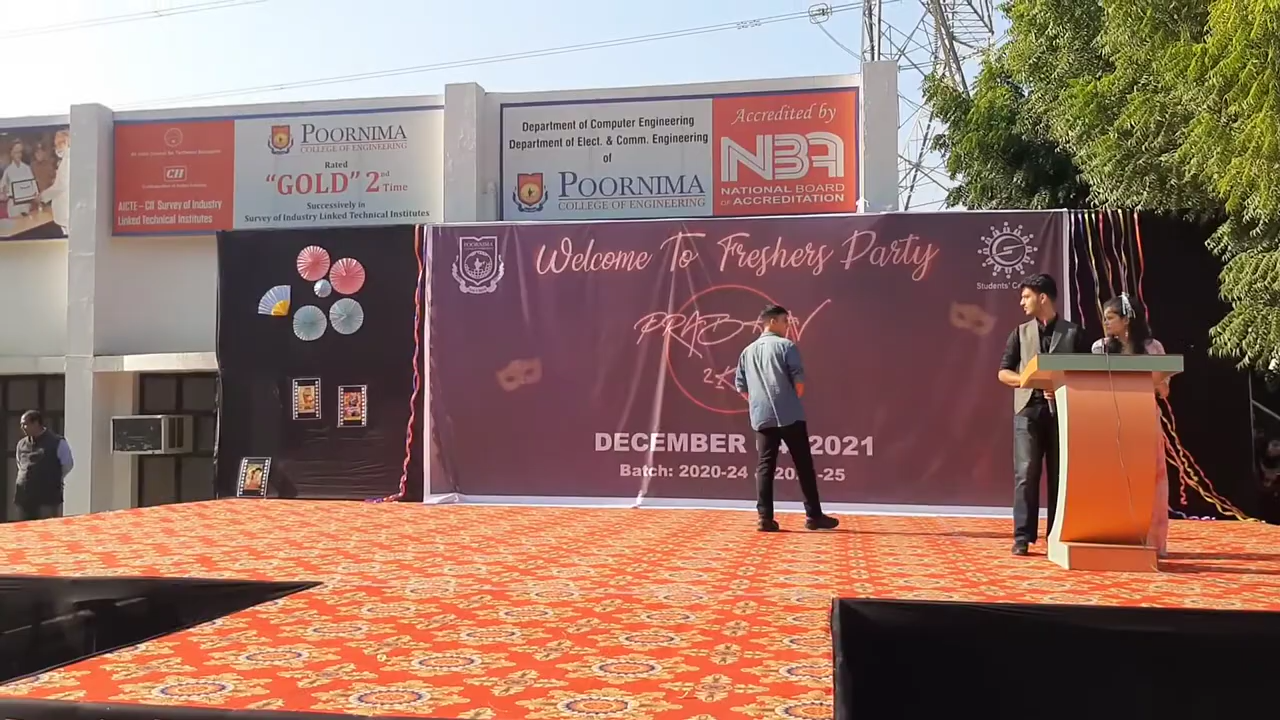 AICTE - CII Survey of Industry
Linked Technical Institutes
CII
POORNIMA
COLLEGE OF ENGINEERING
Rated
"GOLD" 2nd Time
Successively in
Survey of Industry Linked Technical Institutes
Department of Computer Engineering
Department of Elect. & Comm. Engineering
of
POORNIMA
COLLEGE OF ENGINEERING
Accredited by
NBA
NATIONAL BOARD
OF ACCREDITATION
POORNIMA
Welcome To Freshers Party
Students'
DECEMBER 2021
Batch: 2020-24 -25